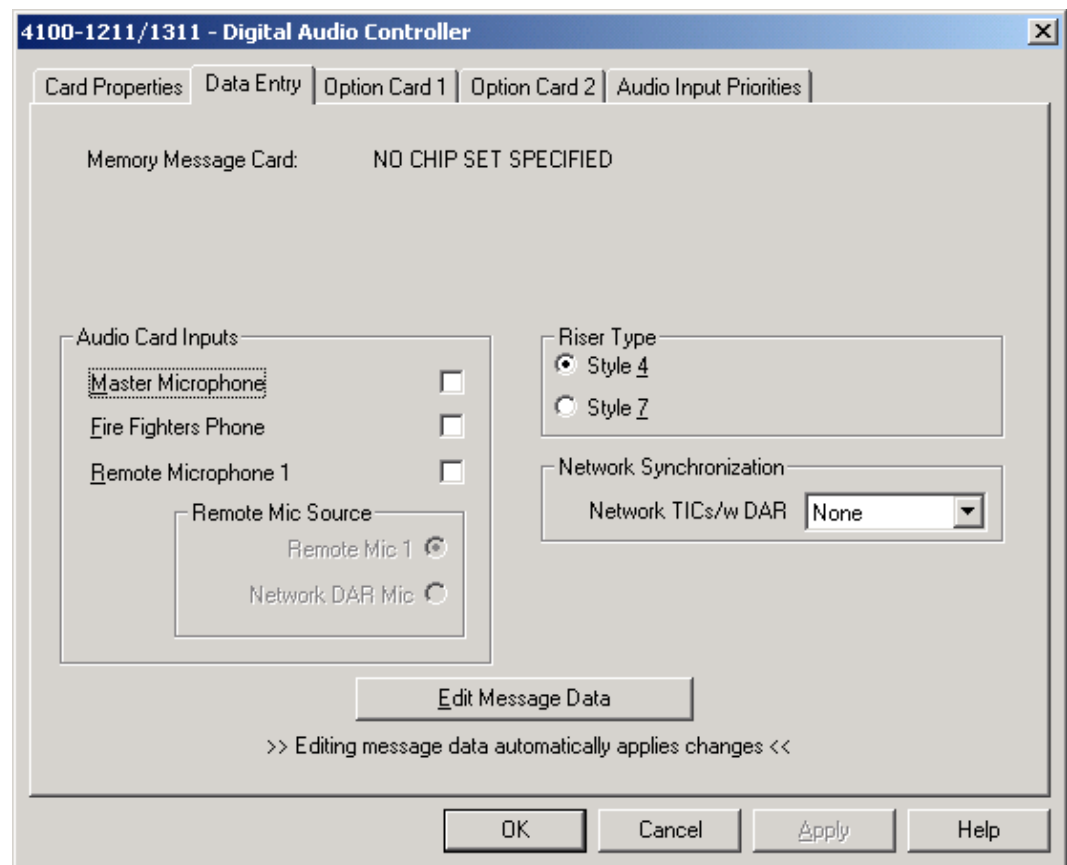 4100-1211/1311 - Digital Audio Controller
Card Properties Data Entry Option Card 1 Option Card 2 Audio Input Priorities
Memory Message Card: NO CHIP SET SPECIFIED
Audio Card Inputs
Master Microphone
Fire Fighters Phone
Remote Microphone 1
Remote Mic Source
Remote Mic 1
Network DAR Mic
Riser Type
Style 4
Style 7
Network Synchronization
Network TICs/w DAR None
Edit Message Data
>> Editing message data automatically applies changes <<
OK Cancel Apply Help